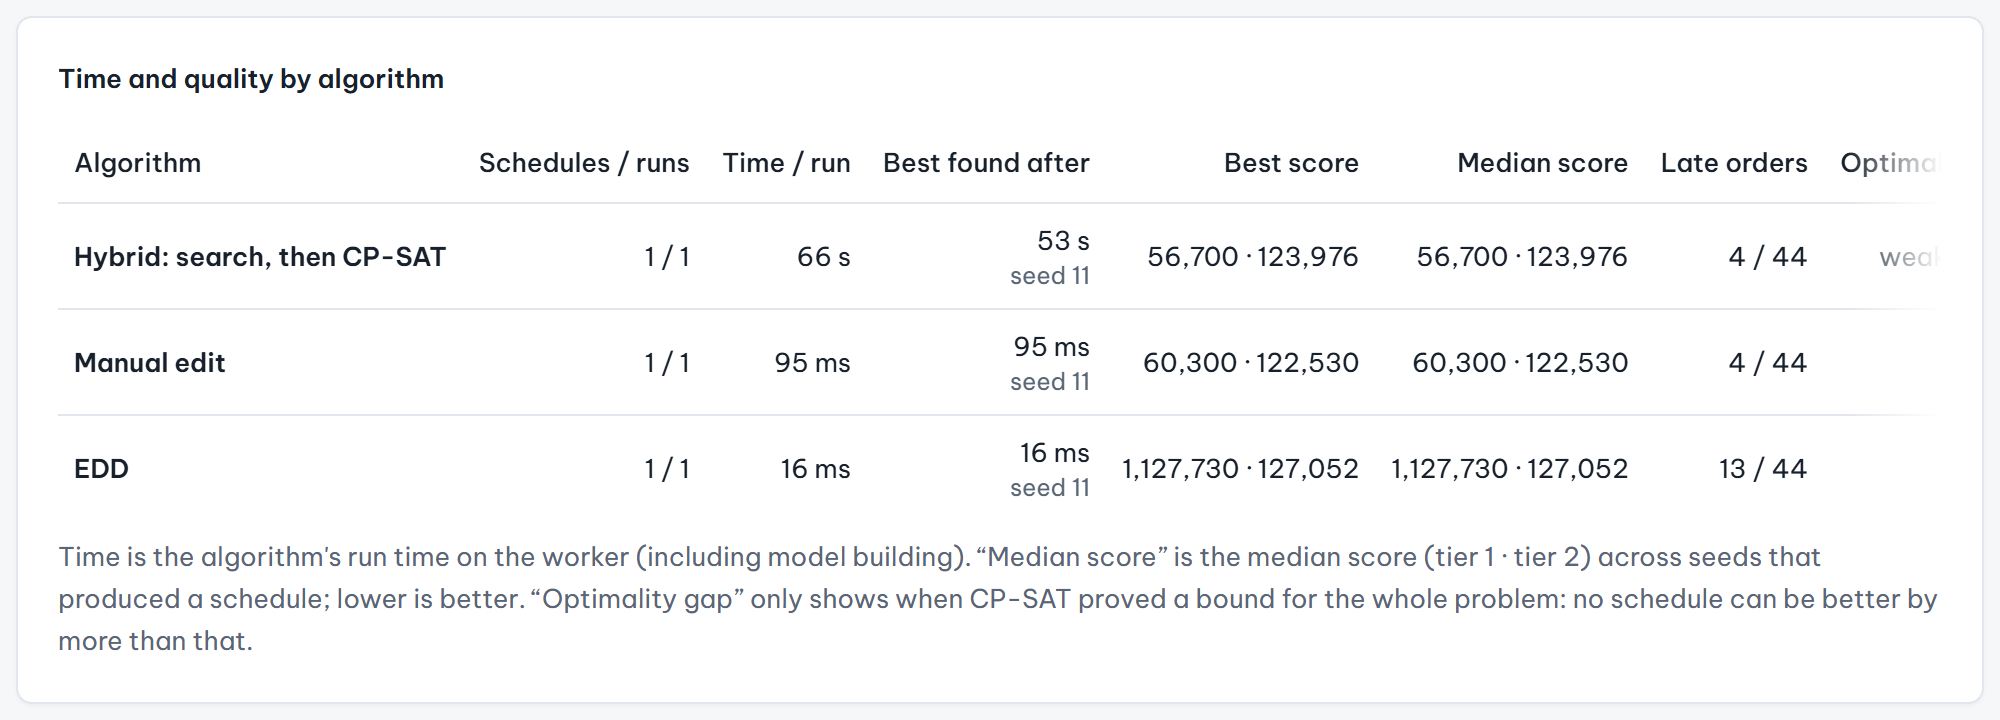 Time and quality by algorithm
Algorithm Schedules / runs Time / run Best found after Best score Median score Late orders
Hybrid: search, then CP-SAT 1 / 1 66 s 53 s seed 11 56,700 · 123,976 56,700 · 123,976 4 / 44
Manual edit 1 / 1 95 ms 95 ms seed 11 60,300 · 122,530 60,300 · 122,530 4 / 44
EDD 1 / 1 16 ms 16 ms seed 11 1,127,730 · 127,052 1,127,730 · 127,052 13 / 44
Time is the algorithm's run time on the worker (including model building). “Median score” is the median score (tier 1 · tier 2) across seeds that
produced a schedule; lower is better. “Optimality gap” only shows when CP-SAT proved a bound for the whole problem: no schedule can be better by
more than that.